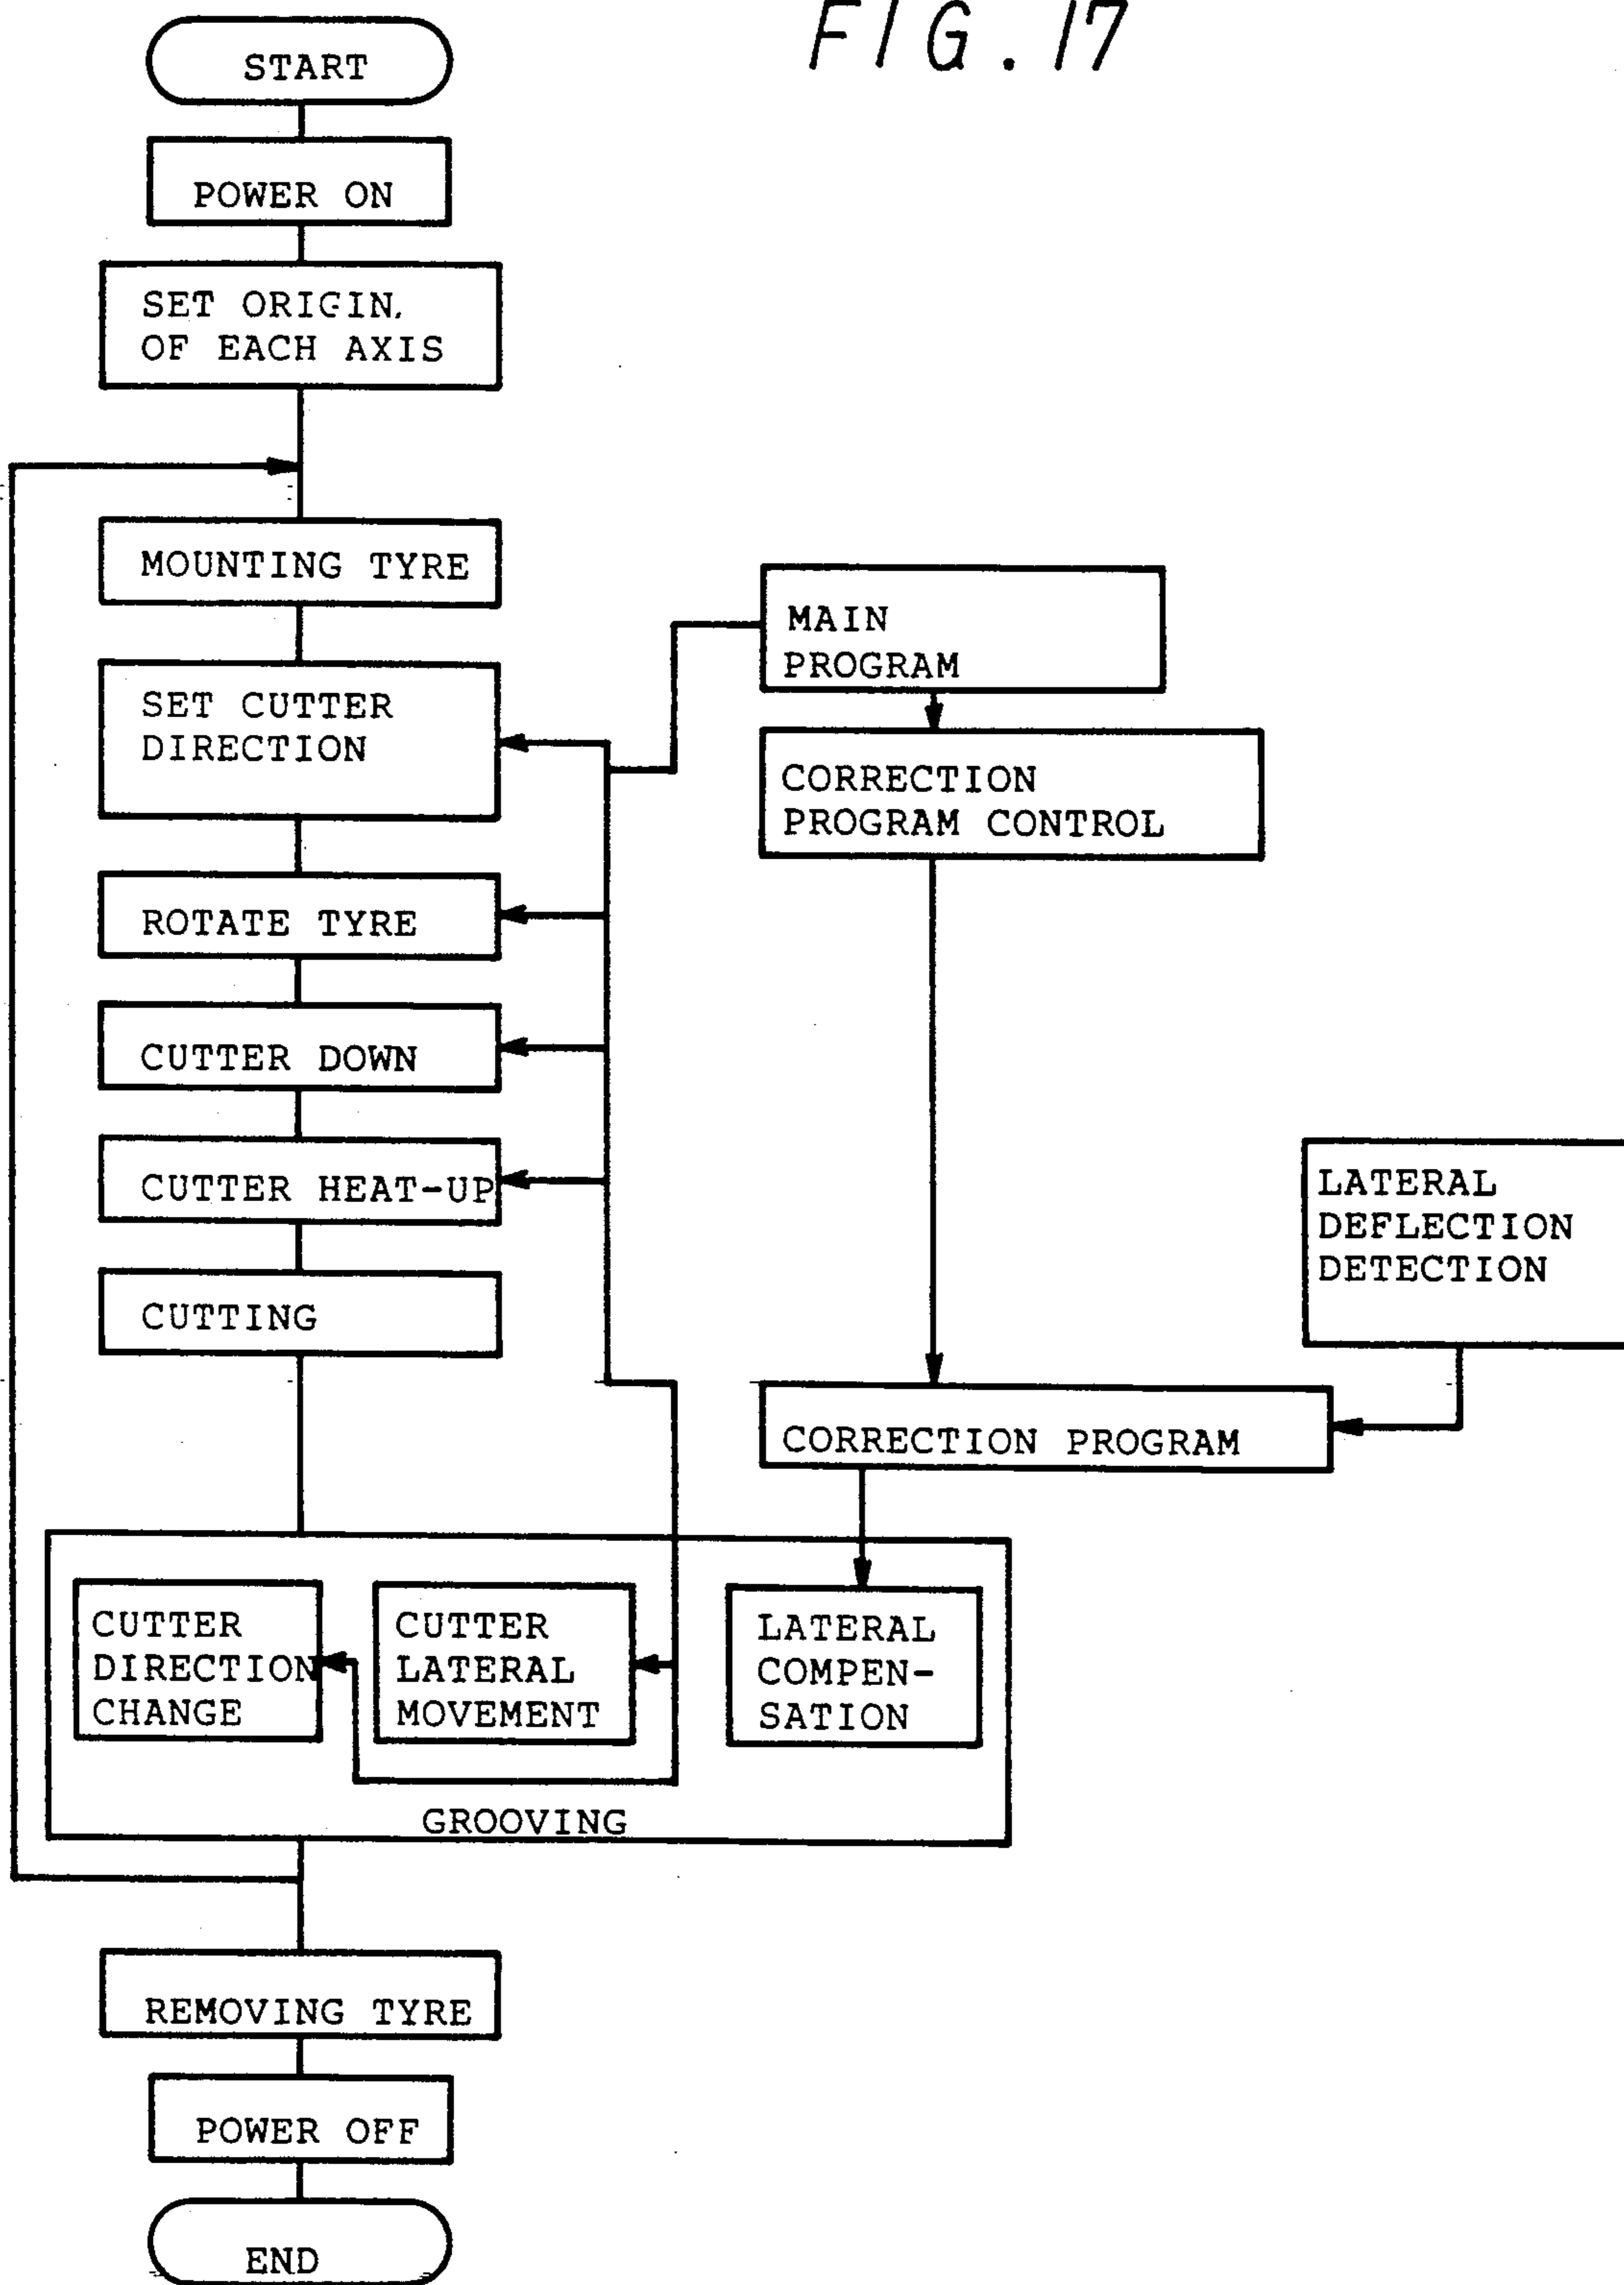 FIG. 17
START
POWER ON
SET ORIGIN.
OF EACH AXIS
MOUNTING TYRE
SET CUTTER
DIRECTION
ROTATE TYRE
CUTTER DOWN
CUTTER HEAT-UP
CUTTING
MAIN
PROGRAM
CORRECTION
PROGRAM CONTROL
LATERAL
DEFLECTION
DETECTION
CORRECTION PROGRAM
CUTTER
DIRECTION
CHANGE
CUTTER
LATERAL
MOVEMENT
LATERAL
COMPEN-
SATION
GROOVING
REMOVING TYRE
POWER OFF
END